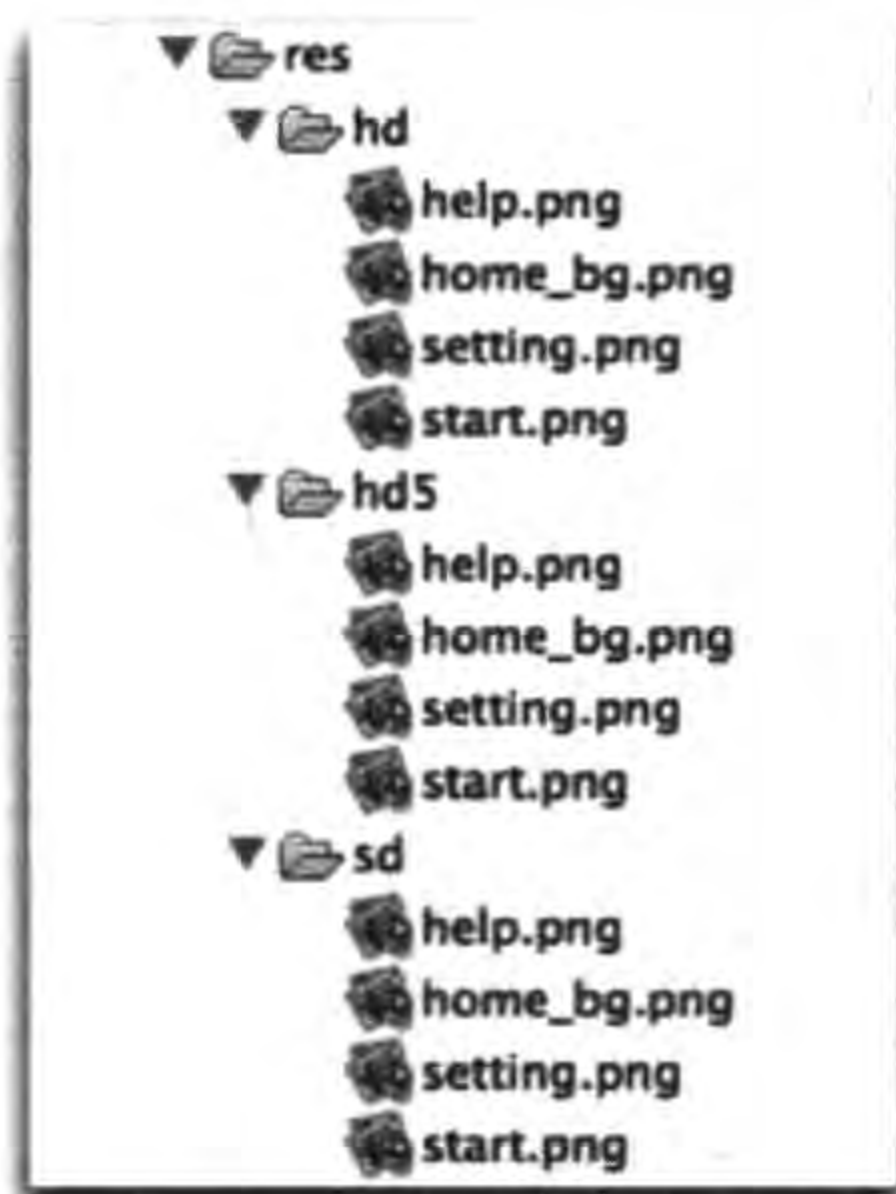 res
hd
help.png
home_bg.png
setting.png
start.png
hd5
help.png
home_bg.png
setting.png
start.png
sd
help.png
home_bg.png
setting.png
start.png